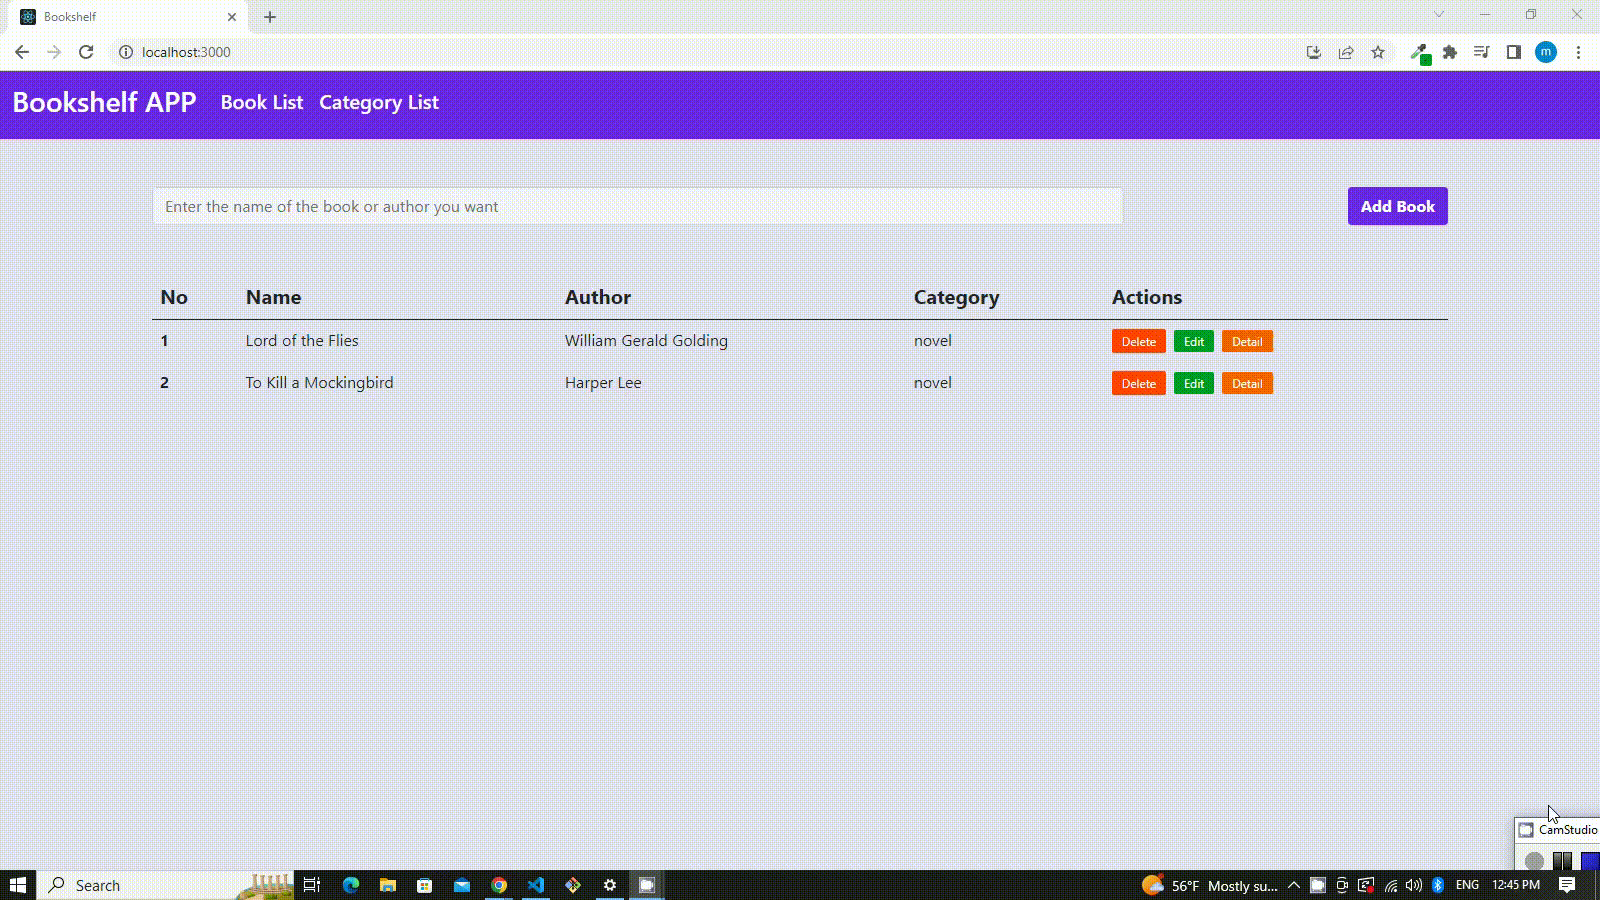 Bookshelf
localhost:3000
m
Bookshelf APP Book List Category List
Enter the name of the book or author you want
Add Book
No Name Author Category Actions
1 Lord of the Flies William Gerald Golding novel Delete Edit Detail
2 To Kill a Mockingbird Harper Lee novel Delete Edit Detail
CamStudio
Search
56°F Mostly su...
ENG
12:45 PM